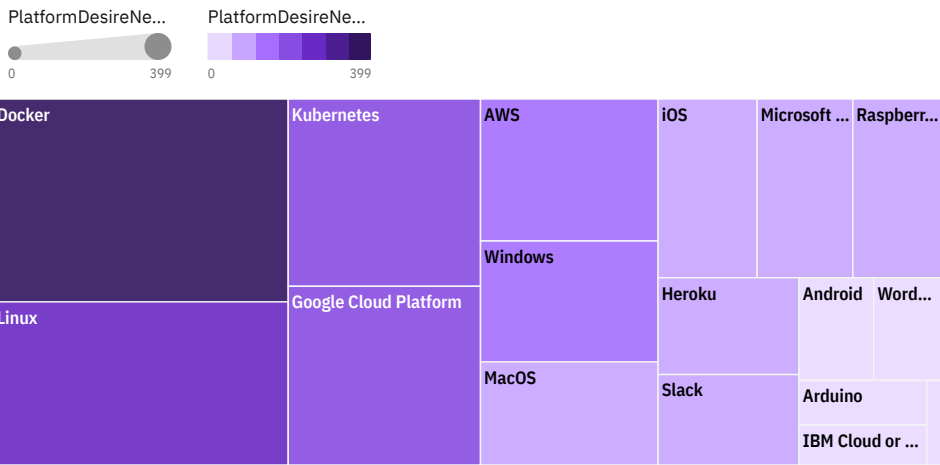 PlatformDesireNe... PlatformDesireNe...
0 399 0 399
Docker Kubernetes AWS iOS Microsoft ... Raspberr...
Windows
Google Cloud Platform Heroku Android Word...
Linux
MacOS
Slack Arduino
IBM Cloud or ...